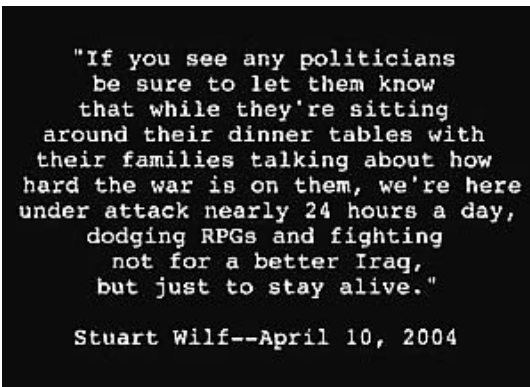 "If you see any politicians
be sure to let them know
that while they're sitting
around their dinner tables with
their families talking about how
hard the war is on them, we're here
under attack nearly 24 hours a day,
dodging RPGs and fighting
not for a better Iraq,
but just to stay alive."
Stuart Wilf--April 10, 2004